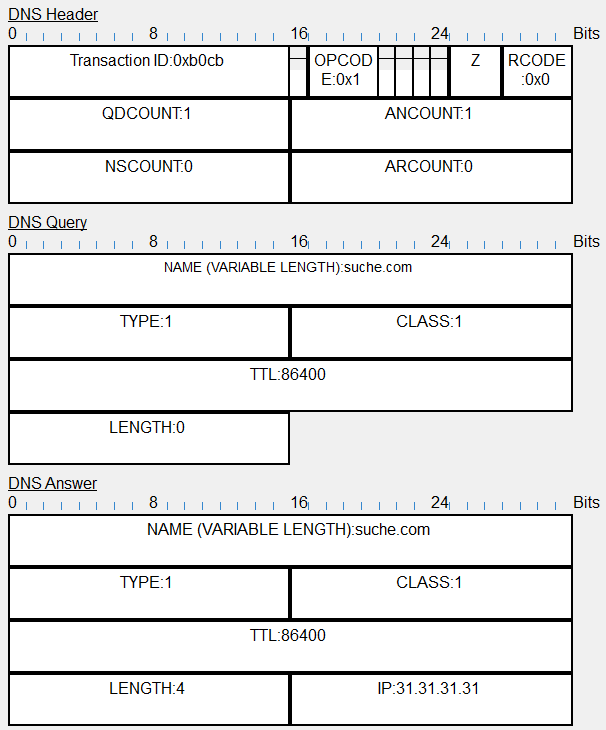 DNS Header
0 8 16 24 Bits
Transaction ID:0xb0cb OPCOD
E:0x1 Z RCODE
:0x0
QDCOUNT:1 ANCOUNT:1
NSCOUNT:0 ARCOUNT:0
DNS Query
0 8 16 24 Bits
NAME (VARIABLE LENGTH):suche.com
TYPE:1 CLASS:1
TTL:86400
LENGTH:0
DNS Answer
0 8 16 24 Bits
NAME (VARIABLE LENGTH):suche.com
TYPE:1 CLASS:1
TTL:86400
LENGTH:4 IP:31.31.31.31